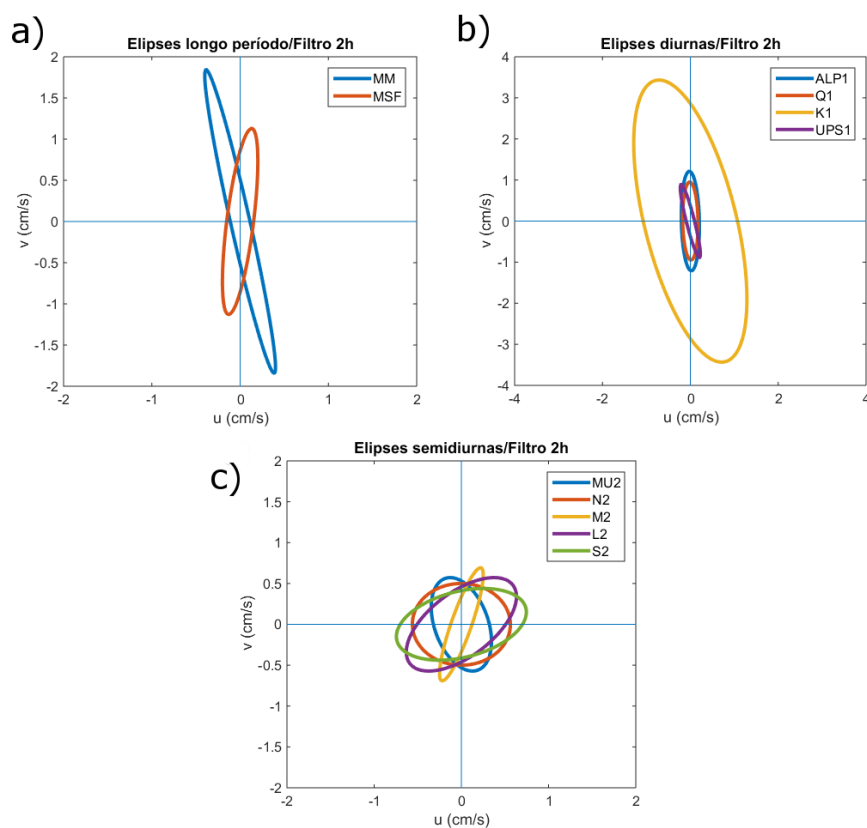 a)
Elipses longo período/Filtro 2h
2
1.5
1
0.5
0
-0.5
-1
-1.5
-2
v (cm/s)
-2 -1 0 1 2
u (cm/s)
MM
MSF
b)
Elipses diurnas/Filtro 2h
4
3
2
1
0
-1
-2
-3
-4
v (cm/s)
-4 -2 0 2 4
u (cm/s)
ALP1
Q1
K1
UPS1
c)
Elipses semidiurnas/Filtro 2h
2
1.5
1
0.5
0
-0.5
-1
-1.5
-2
v (cm/s)
-2 -1 0 1 2
u (cm/s)
MU2
N2
M2
L2
S2